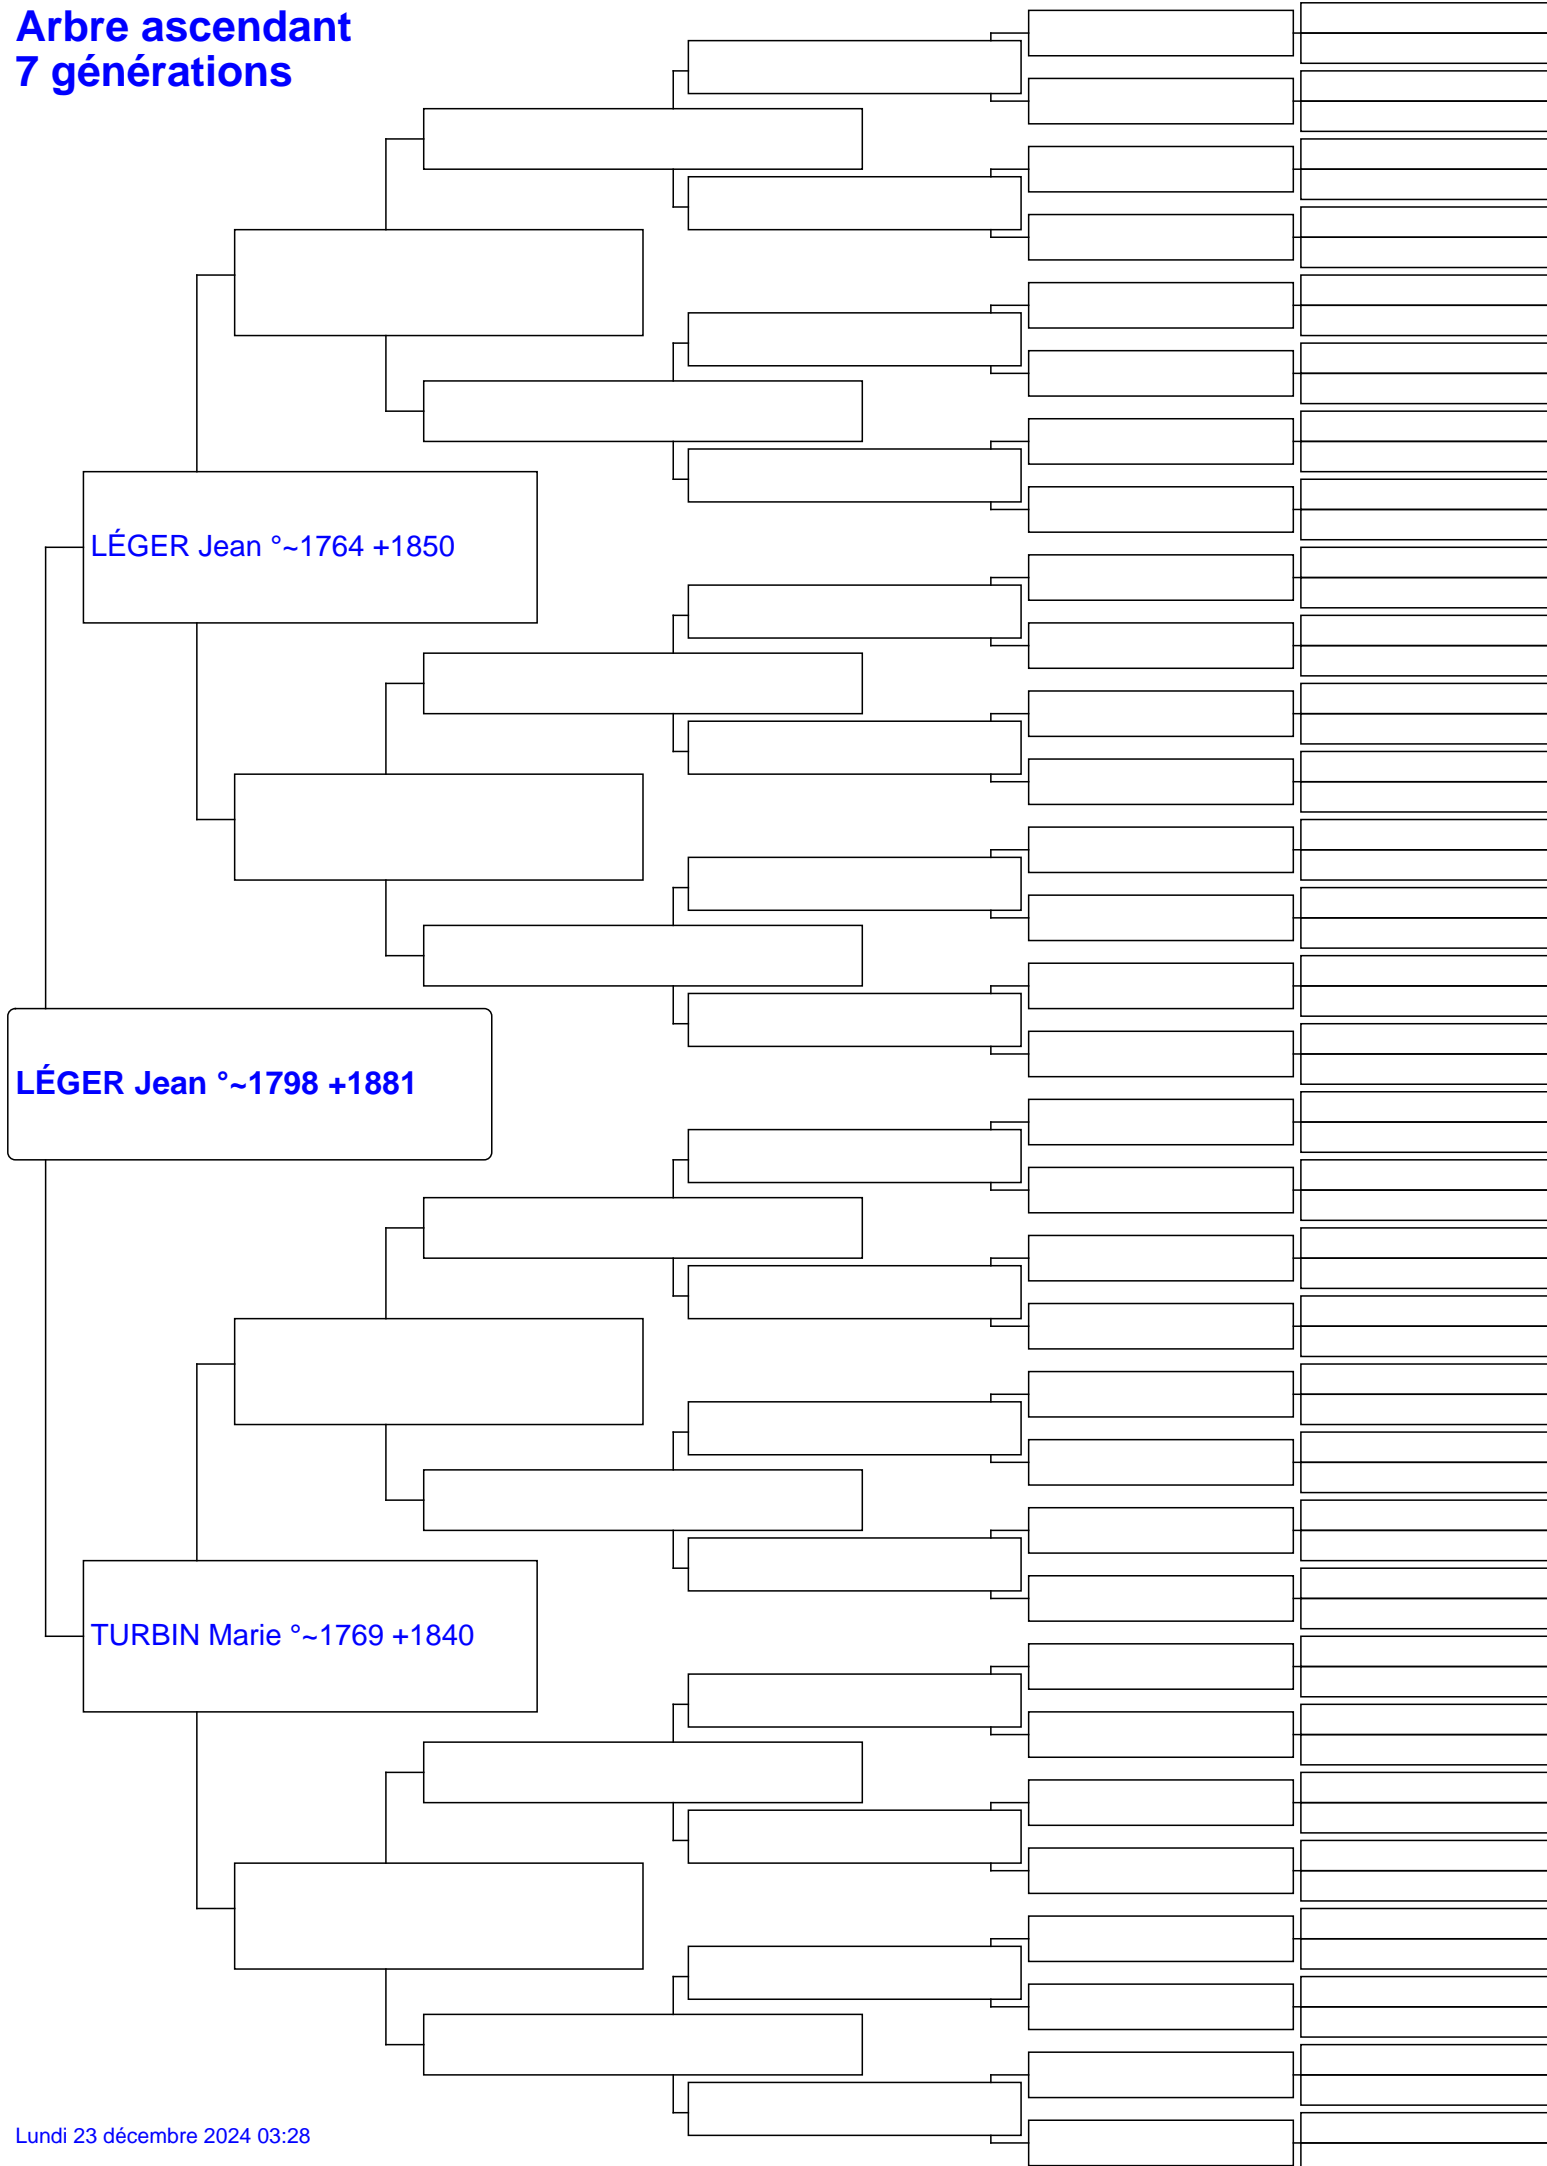 Arbre ascendant
7 générations
LÉGER Jean °~1764 +1850
LÉGER Jean °~1798 +1881
TURBIN Marie °~1769 +1840
Lundi 23 décembre 2024 03:28